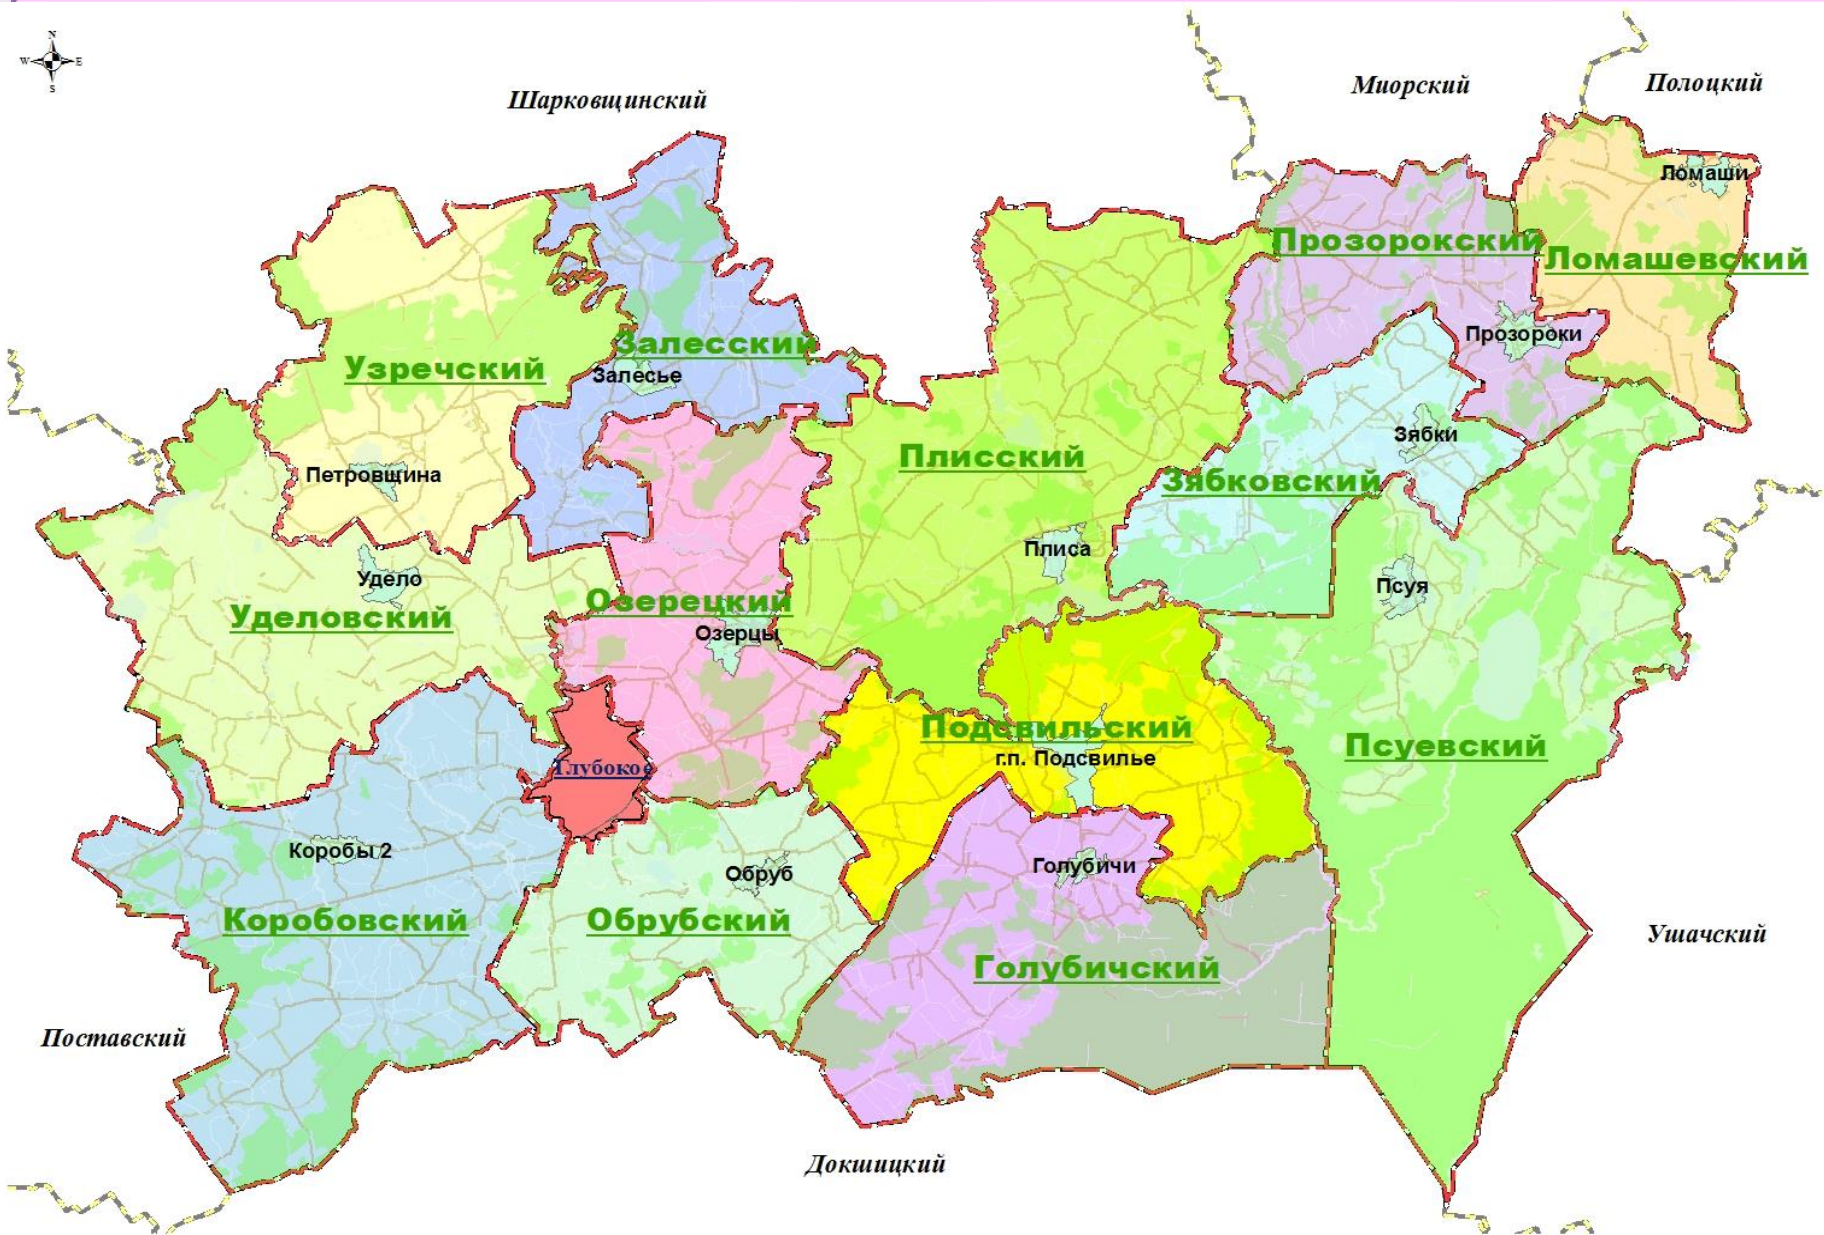 N
W E
S
Шарковщинский
Миорский
Полоцкий
Ломаши
Прозорокский
Ломашевский
Залесский
Прозороки
Узречский
Залесье
Зябки
Плисский
Петровщина
Зябковский
Плиса
Удело
Псуя
Озерецкий
Уделовский
Озерцы
Подсвильский
Псуевский
г.п. Подсвилье
Глубокое
Коробы 2
Голубичи
Обруб
Коробовский
Обрубский
Ушачский
Голубичский
Поставский
Докшицкий